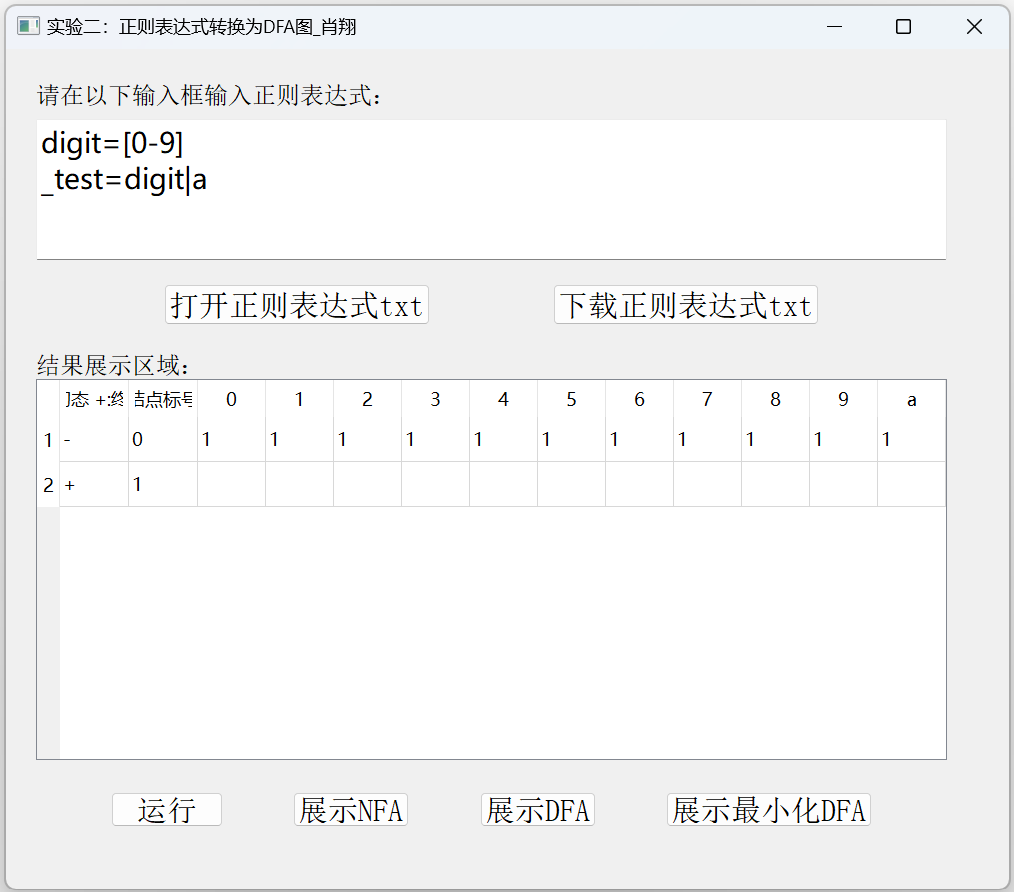 实验二：正则表达式转换为DFA图_肖翔
请在以下输入框输入正则表达式：
digit=[0-9]
_test=digit|a
打开正则表达式txt 下载正则表达式txt
结果展示区域：
态 +:终 点标号 0 1 2 3 4 5 6 7 8 9 a
1 - 0 1 1 1 1 1 1 1 1 1 1 1
2 + 1
运行 展示NFA 展示DFA 展示最小化DFA